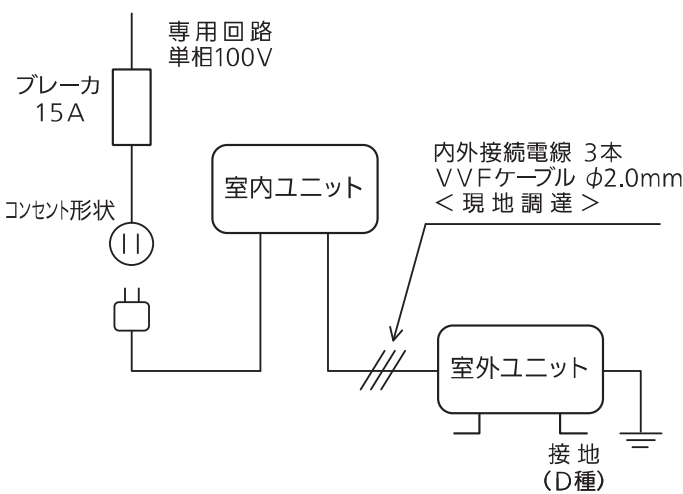 専用回路
単相100V
ブレーカ
15A
コンセント形状
室内ユニット
内外接続電線 3本
VVFケーブル φ2.0mm
＜現地調達＞
室外ユニット
接地
(D種)